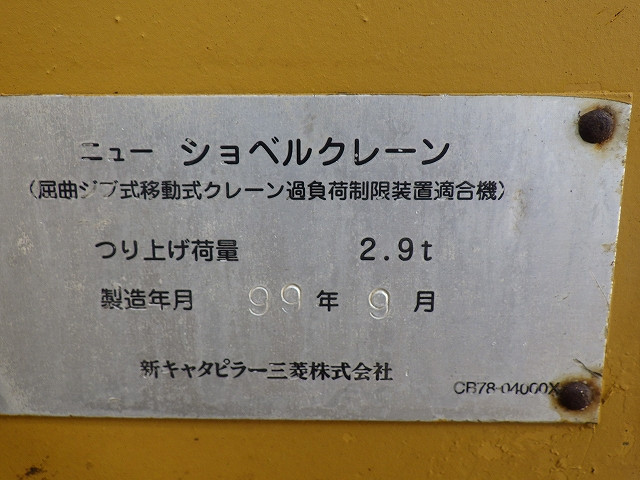 ニュー ショベルクレーン
(屈曲ジブ式移動式クレーン過負荷制限装置適合機)
つり上げ荷量 2.9t
製造年月 99年9月
新キャタピラー三菱株式会社
CB78-04000X